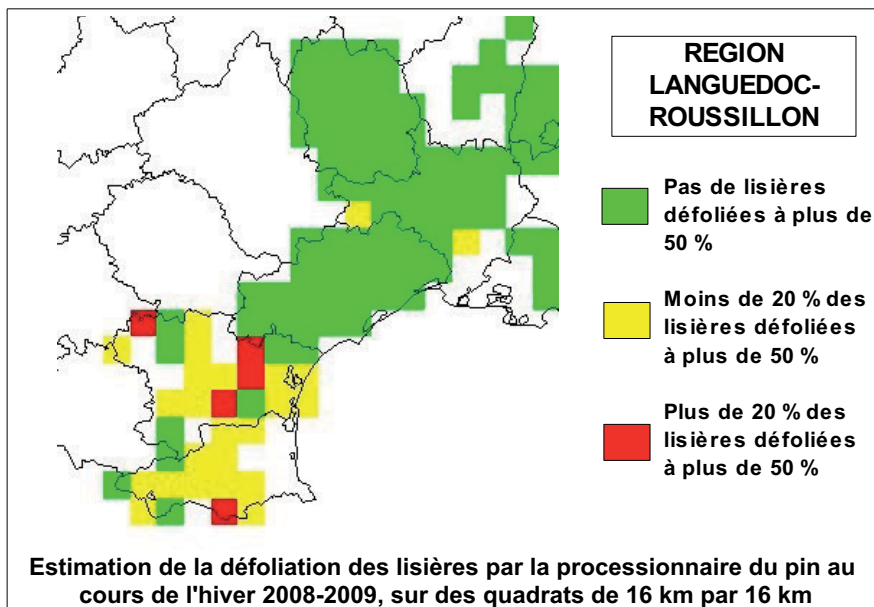 REGION
LANGUEDOC-
ROUSSILLON
Pas de lisières
défoliées à plus de
50 %
Moins de 20 % des
lisières défoliées
à plus de 50 %
Plus de 20 % des
lisières défoliées
à plus de 50 %
Estimation de la défoliation des lisières par la processionnaire du pin au
cours de l'hiver 2008-2009, sur des quadrats de 16 km par 16 km